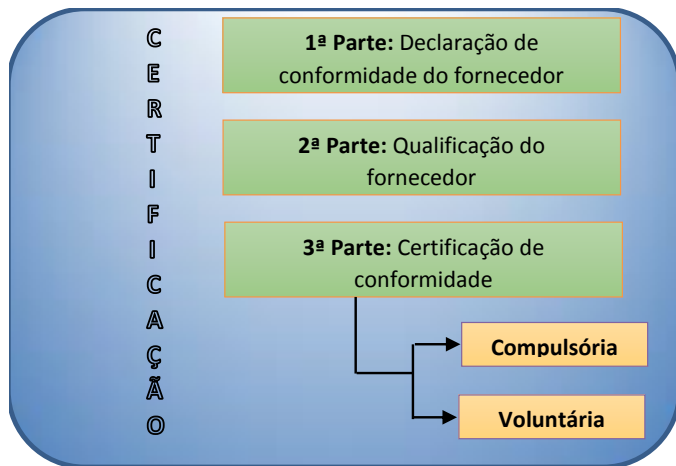 CERTIFICAÇÃO
1ª Parte: Declaração de
conformidade do fornecedor
2ª Parte: Qualificação do
fornecedor
3ª Parte: Certificação de
conformidade
Compulsória
Voluntária